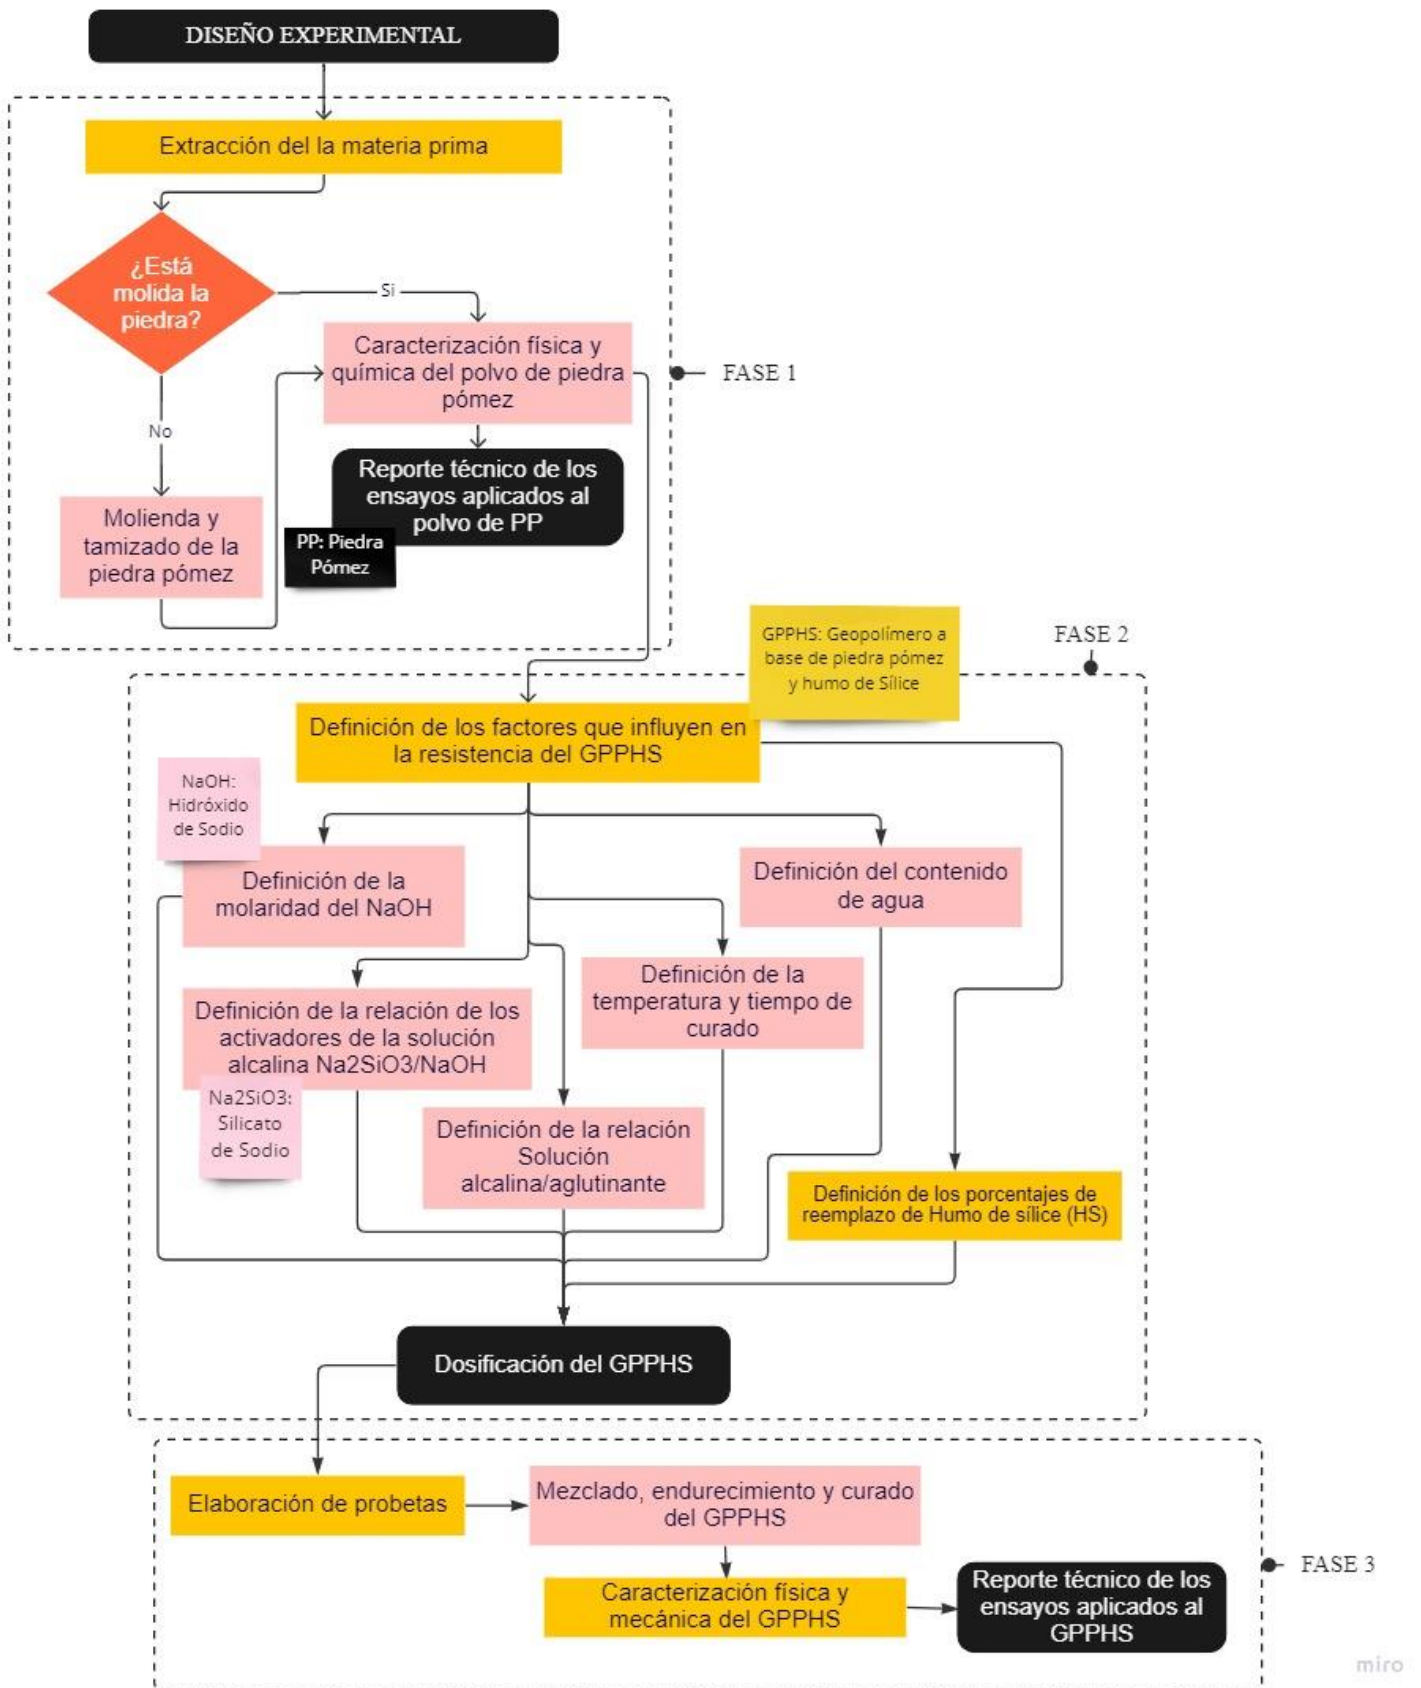 DISEÑO EXPERIMENTAL
Extracción del la materia prima
¿Está
molida la
piedra?
Si
Caracterización física y
química del polvo de piedra
pómez
FASE 1
No
Reporte técnico de los
ensayos aplicados al
polvo de PP
Molienda y
tamizado de la
piedra pómez
PP: Piedra
Pómez
GPPHS: Geopolímero a
base de piedra pómez
y humo de Sílice
FASE 2
Definición de los factores que influyen en
la resistencia del GPPHS
NaOH:
Hidróxido
de Sodio
Definición de la
molaridad del NaOH
Definición del contenido
de agua
Definición de la
temperatura y tiempo de
curado
Definición de la relación de los
activadores de la solución
alcalina Na2SiO3/NaOH
Na2SiO3:
Silicato
de Sodio
Definición de la relación
Solución
alcalina/aglutinante
Definición de los porcentajes de
reemplazo de Humo de sílice (HS)
Dosificación del GPPHS
Elaboración de probetas
Mezclado, endurecimiento y curado
del GPPHS
FASE 3
Caracterización física y
mecánica del GPPHS
Reporte técnico de los
ensayos aplicados al
GPPHS
miro